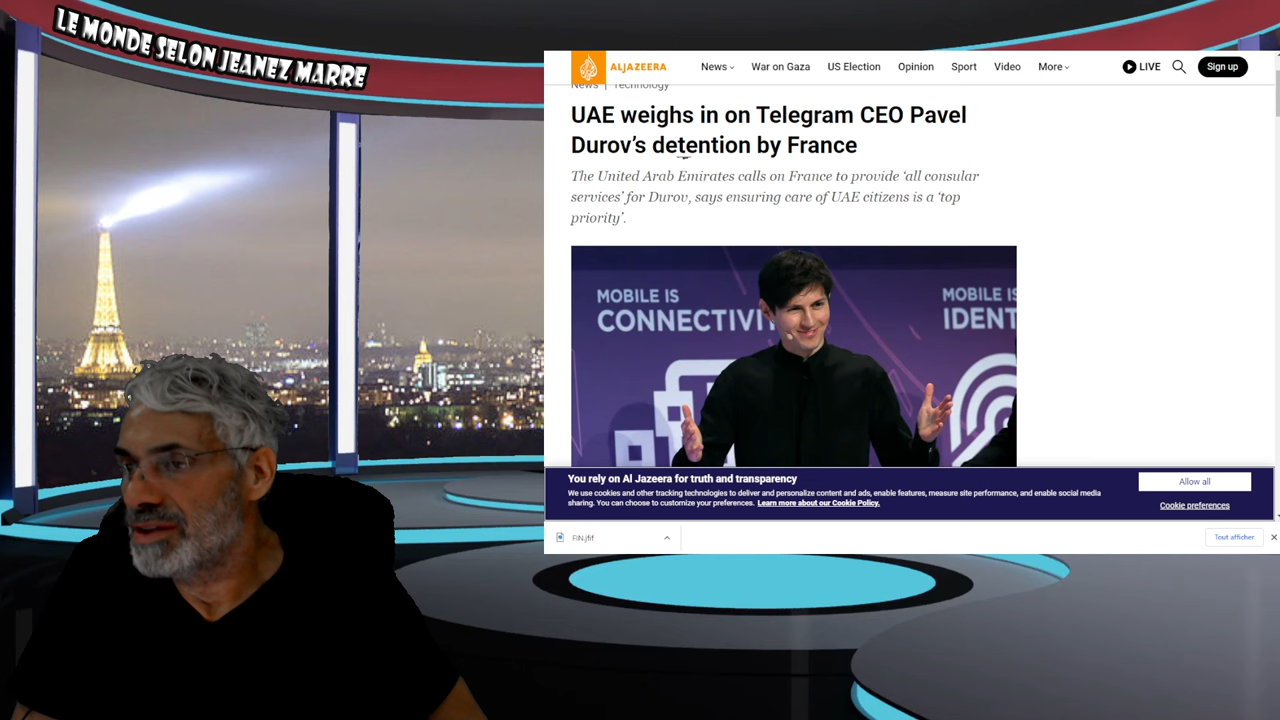 LE MONDE SELON JEANEZ MARRE
ALJAZEERA
News
War on Gaza
US Election
Opinion
Sport
Video
More
LIVE
Sign up
News | Technology
UAE weighs in on Telegram CEO Pavel
Durov’s detention by France
The United Arab Emirates calls on France to provide ‘all consular
services’ for Durov, says ensuring care of UAE citizens is a ‘top
priority’.
MOBILE IS
CONNECTIVI
MOBILE IS
IDENT
You rely on Al Jazeera for truth and transparency
We use cookies and other tracking technologies to deliver and personalize content and ads, enable features, measure site performance, and enable social media
sharing. You can choose to customize your preferences. Learn more about our Cookie Policy.
Allow all
Cookie preferences
FIN.jfif
Tout afficher